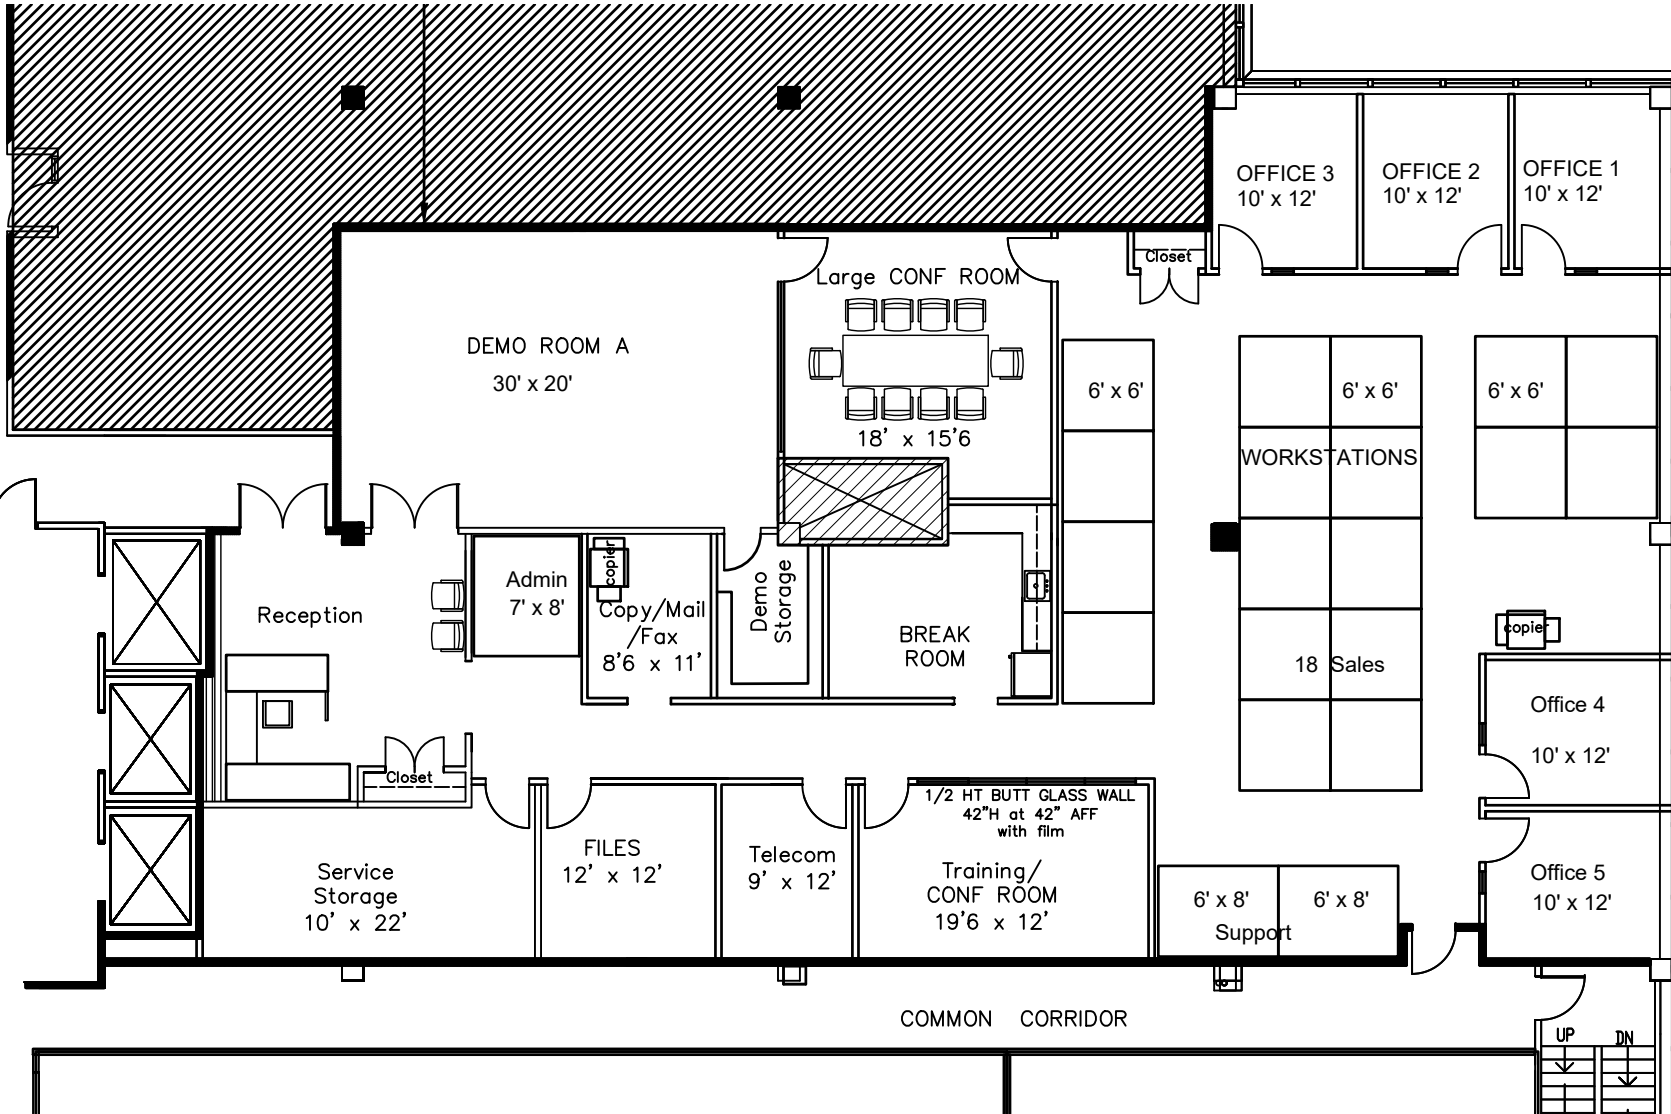 OFFICE 3
10' x 12'
OFFICE 2
10' x 12'
OFFICE 1
10' x 12'
Closet
Large CONF ROOM
18' x 15'6
DEMO ROOM A
30' x 20'
6' x 6'
6' x 6'
6' x 6'
WORKSTATIONS
18 Sales
copier
Admin
7' x 8'
copier
Copy/Mail
/Fax
8'6 x 11'
Demo
Storage
BREAK
ROOM
Reception
Closet
Office 4
10' x 12'
Office 5
10' x 12'
Service
Storage
10' x 22'
FILES
12' x 12'
Telecom
9' x 12'
1/2 HT BUTT GLASS WALL
42"H at 42" AFF
with film
Training/
CONF ROOM
19'6 x 12'
6' x 8'
6' x 8'
Support
COMMON CORRIDOR
UP
DN